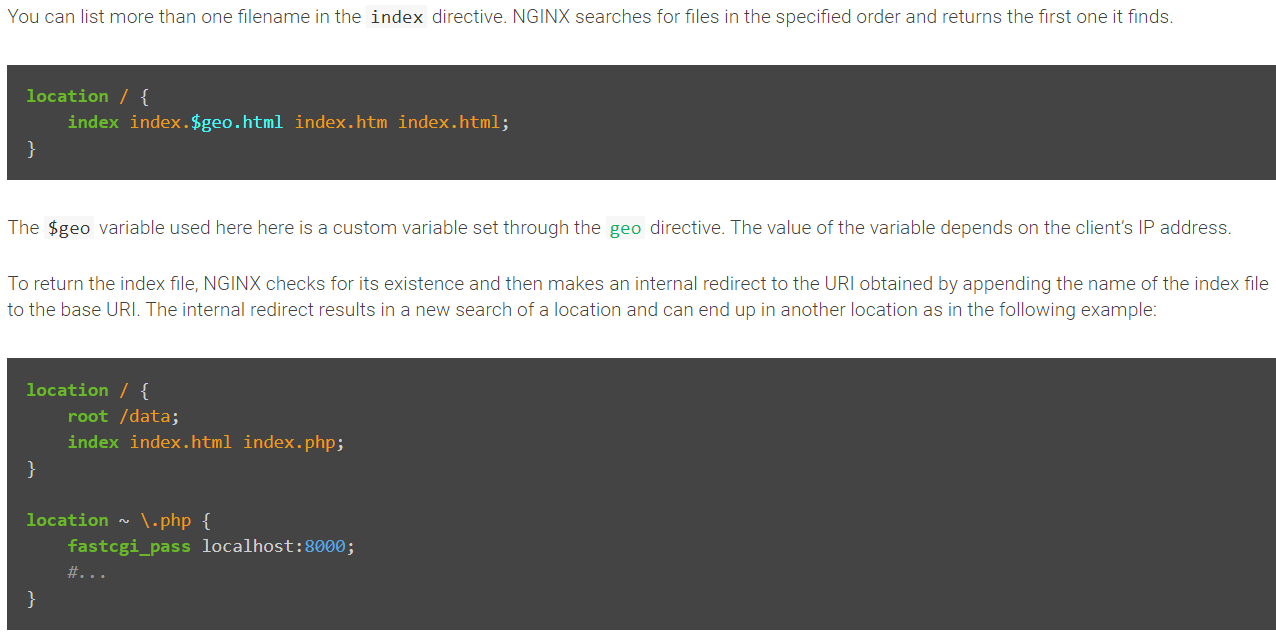 You can list more than one filename in the index directive. NGINX searches for files in the specified order and returns the first one it finds.
location / {
    index index.$geo.html index.htm index.html;
}
The $geo variable used here here is a custom variable set through the geo directive. The value of the variable depends on the client’s IP address.
To return the index file, NGINX checks for its existence and then makes an internal redirect to the URI obtained by appending the name of the index file
to the base URI. The internal redirect results in a new search of a location and can end up in another location as in the following example:
location / {
    root /data;
    index index.html index.php;
}
location ~ \.php {
    fastcgi_pass localhost:8000;
    #...
}